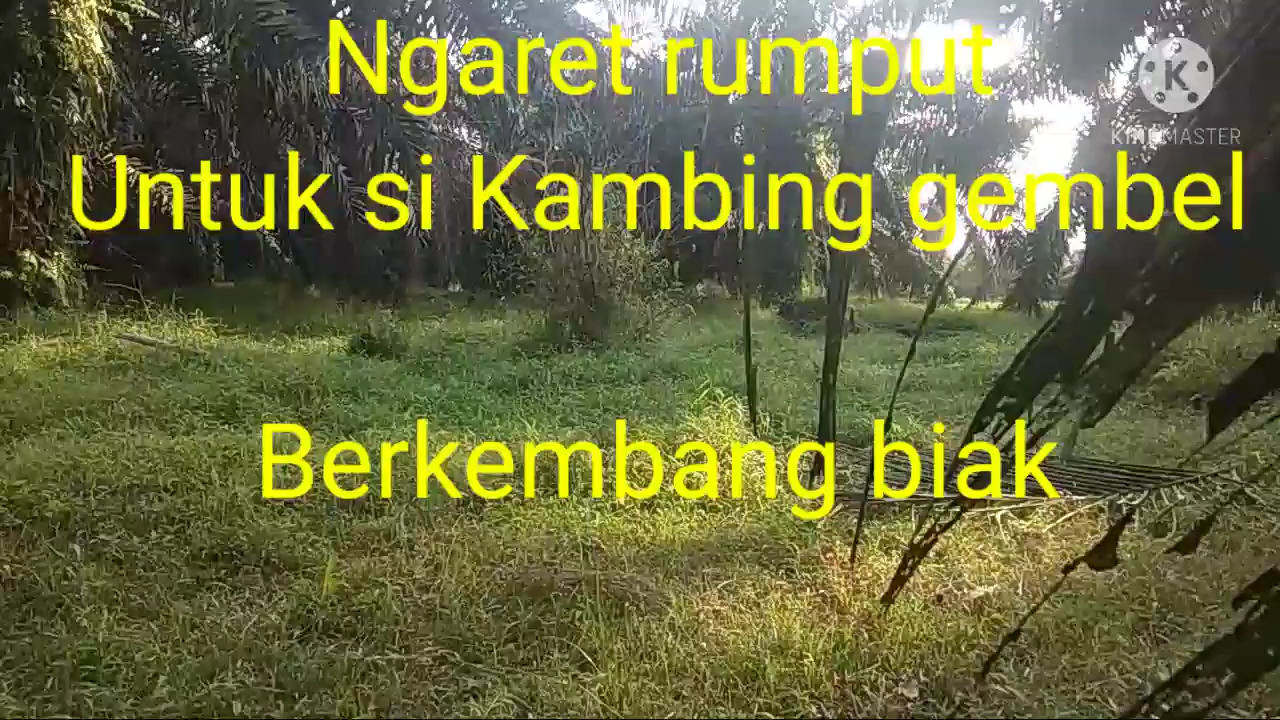 Ngaret rumput
K
KINEMASTER
Untuk si Kambing gembel
Berkembang biak